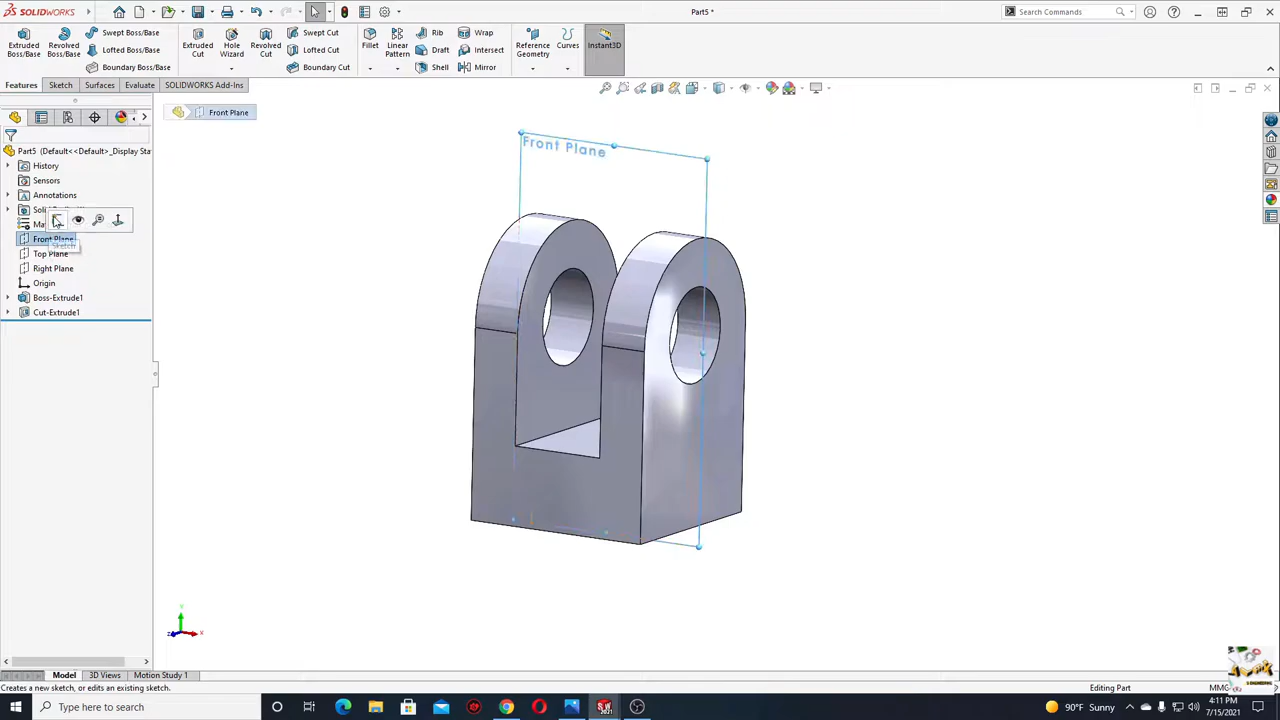 SOLIDWORKS
Part5 *
Search Commands
Extruded Boss/Base
Revolved Boss/Base
Swept Boss/Base
Lofted Boss/Base
Boundary Boss/Base
Extruded Cut
Hole Wizard
Revolved Cut
Swept Cut
Lofted Cut
Boundary Cut
Fillet
Linear Pattern
Rib
Draft
Shell
Wrap
Intersect
Mirror
Reference Geometry
Curves
Instant3D
Features
Sketch
Surfaces
Evaluate
SOLIDWORKS Add-Ins
Front Plane
Part5 (Default<<Default>_Display Sta
History
Sensors
Annotations
Front Plane
Sketch
Top Plane
Right Plane
Origin
Boss-Extrude1
Cut-Extrude1
Front Plane
Y
X
Z
Model
3D Views
Motion Study 1
Creates a new sketch, or edits an existing sketch.
Editing Part
Type here to search
90°F Sunny
4:11 PM
7/15/2021